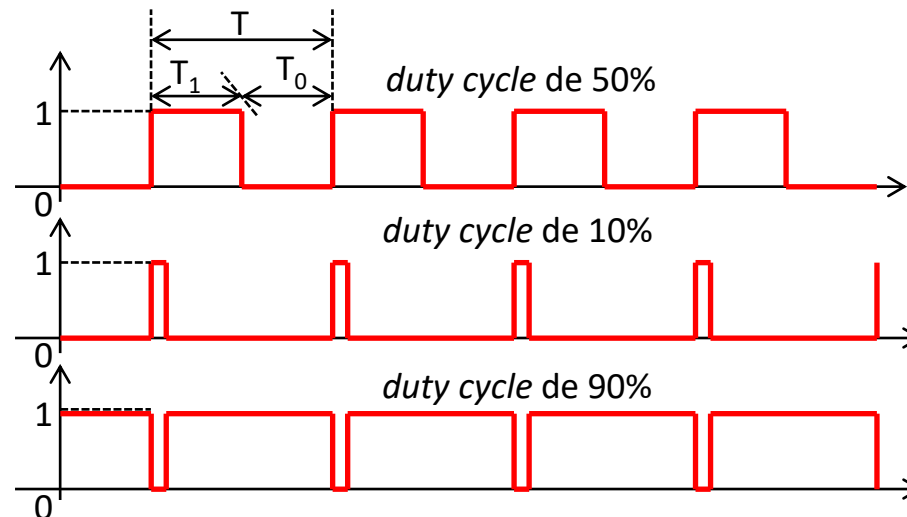 T
T₁ T₀
duty cycle de 50%
1
0
duty cycle de 10%
1
0
duty cycle de 90%
1
0